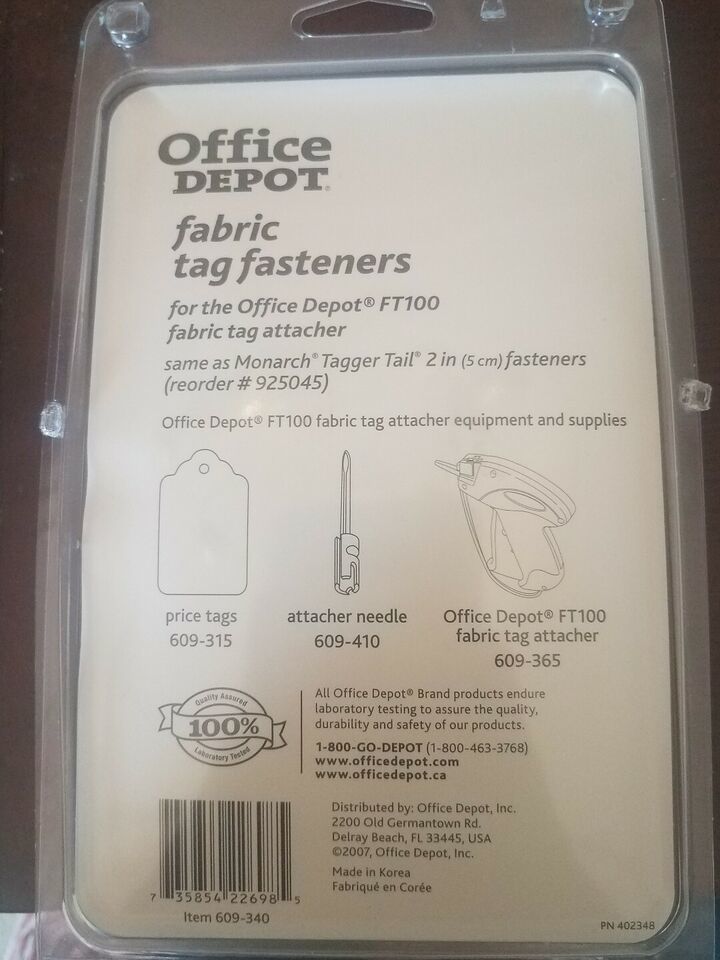 Office
DEPOT®
fabric
tag fasteners
for the Office Depot® FT100
fabric tag attacher
same as Monarch® Tagger Tail® 2 in (5 cm) fasteners
(reorder # 925045)
Office Depot® FT100 fabric tag attacher equipment and supplies
price tags
609-315
attacher needle
609-410
Office Depot® FT100
fabric tag attacher
609-365
Quality Assured
100%
Laboratory Tested
All Office Depot® Brand products endure
laboratory testing to assure the quality,
durability and safety of our products.
1-800-GO-DEPOT (1-800-463-3768)
www.officedepot.com
www.officedepot.ca
Distributed by: Office Depot, Inc.
2200 Old Germantown Rd.
Delray Beach, FL 33445, USA
©2007, Office Depot, Inc.
Made in Korea
Fabriqué en Corée
7 35854 22698 5
Item 609-340
PN 402348